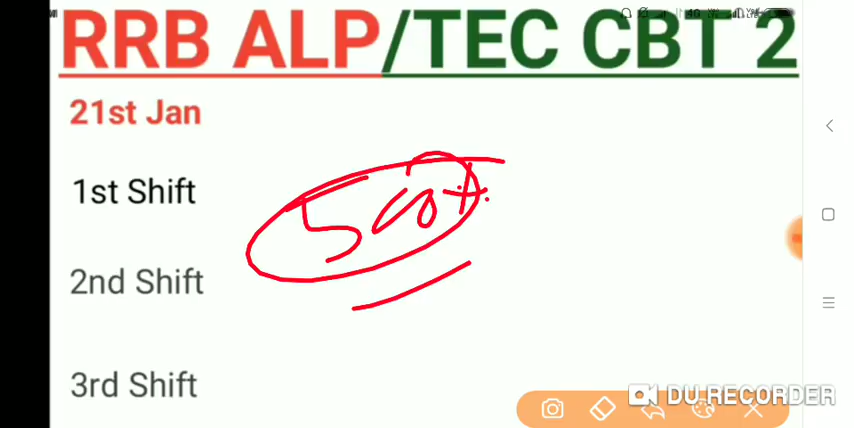 RRB ALP/TEC CBT 2
21st Jan
1st Shift
2nd Shift
3rd Shift
DU RECORDER